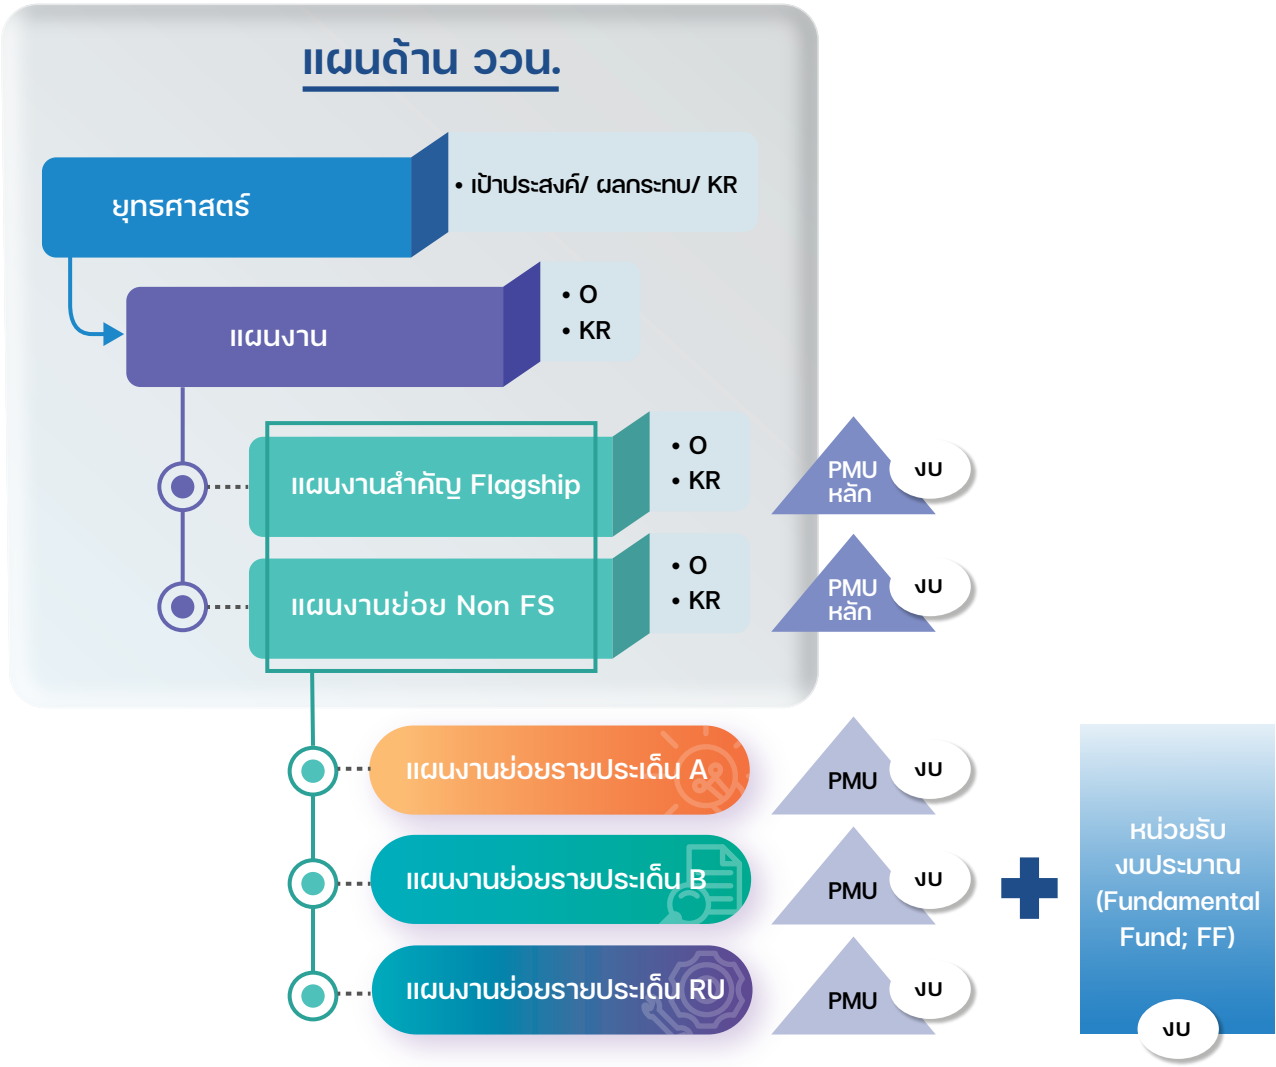 แผนด้าน ววน.
ยุทธศาสตร์
• เป้าประสงค์/ ผลกระทบ/ KR
แผนงาน
• O
• KR
แผนงานสำคัญ Flagship
• O
• KR
PMU
หลัก
งบ
แผนงานย่อย Non FS
• O
• KR
PMU
หลัก
งบ
แผนงานย่อยรายประเด็น A
PMU
งบ
แผนงานย่อยรายประเด็น B
PMU
งบ
แผนงานย่อยรายประเด็น RU
PMU
งบ
หน่วยรับ
งบประมาณ
(Fundamental
Fund; FF)
งบ